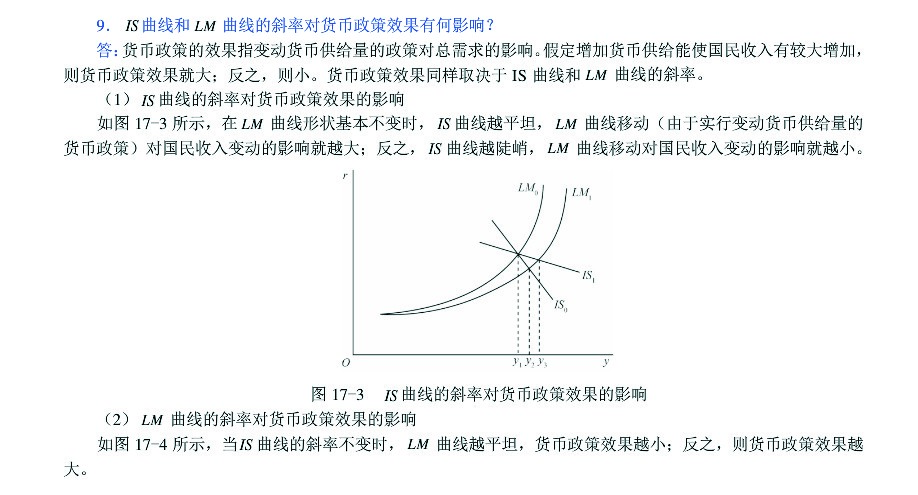 9. IS曲线和 LM 曲线的斜率对货币政策效果有何影响?
答:货币政策的效果指变动货币供给量的政策对总需求的影响。假定增加货币供给能使国民收入有较大增加,
则货币政策效果就大;反之,则小。货币政策效果同样取决于 IS 曲线和 LM 曲线的斜率。
(1) IS曲线的斜率对货币政策效果的影响
如图 17-3 所示,在 LM 曲线形状基本不变时, IS 曲线越平坦, LM 曲线移动(由于实行变动货币供给量的
货币政策)对国民收入变动的影响就越大;反之, IS 曲线越陡峭, LM 曲线移动对国民收入变动的影响就越小。
r
LM₀ LM₁
IS₁
IS₀
O y₁ y₂ y₃ y
图 17-3 IS曲线的斜率对货币政策效果的影响
(2) LM 曲线的斜率对货币政策效果的影响
如图 17-4 所示,当IS 曲线的斜率不变时, LM 曲线越平坦,货币政策效果越小;反之,则货币政策效果越
大。